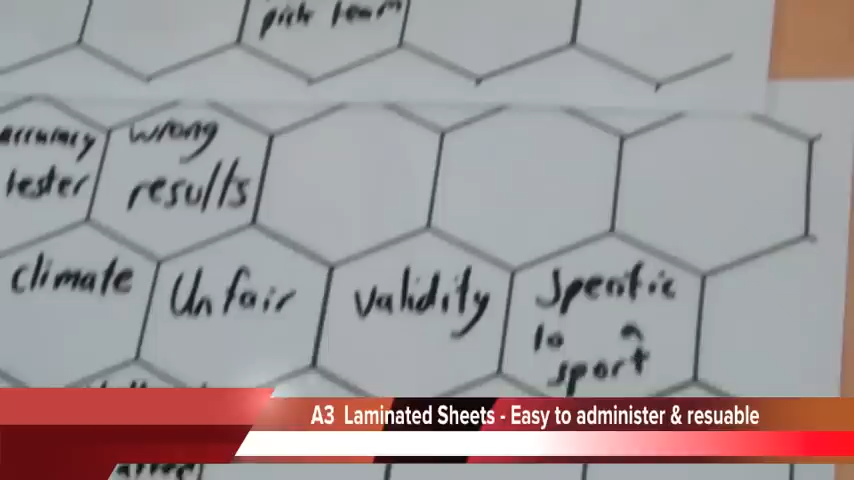 pick team
accuracy
tester
wrong
results
climate
Unfair
validity
specific
to a
sport
A3 Laminated Sheets - Easy to administer & resuable